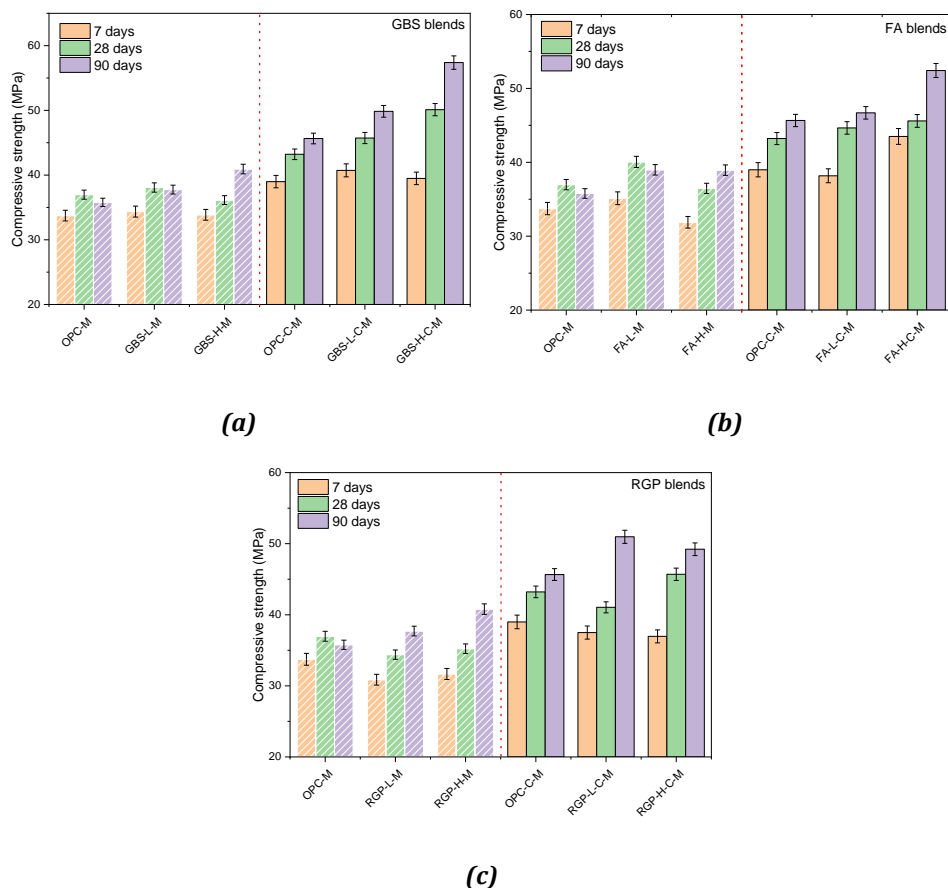 GBS blends
7 days
28 days
90 days
Compressive strength (MPa)
60
50
40
30
20
OPC-M
GBS-L-M
GBS-H-M
OPC-C-M
GBS-L-C-M
GBS-H-C-M
(a)
FA blends
7 days
28 days
90 days
Compressive strength (MPa)
60
50
40
30
20
OPC-M
FA-L-M
FA-H-M
OPC-C-M
FA-L-C-M
FA-H-C-M
(b)
RGP blends
7 days
28 days
90 days
Compressive strength (MPa)
60
50
40
30
20
OPC-M
RGP-L-M
RGP-H-M
OPC-C-M
RGP-L-C-M
RGP-H-C-M
(c)